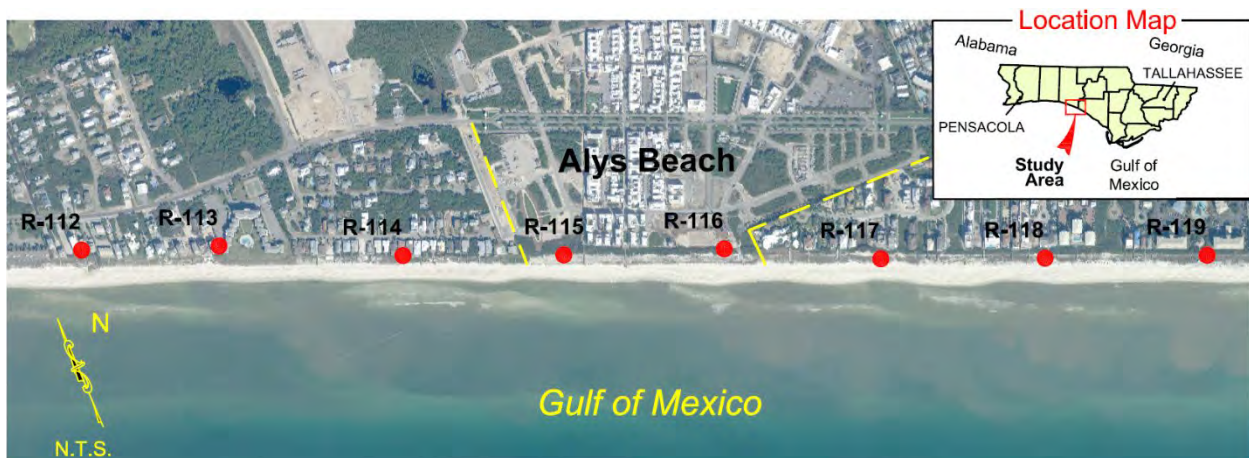 Location Map
Alabama
Georgia
TALLAHASSEE
PENSACOLA
Study
Area
Gulf of
Mexico
Alys Beach
R-112
R-113
R-114
R-115
R-116
R-117
R-118
R-119
N
N.T.S.
Gulf of Mexico